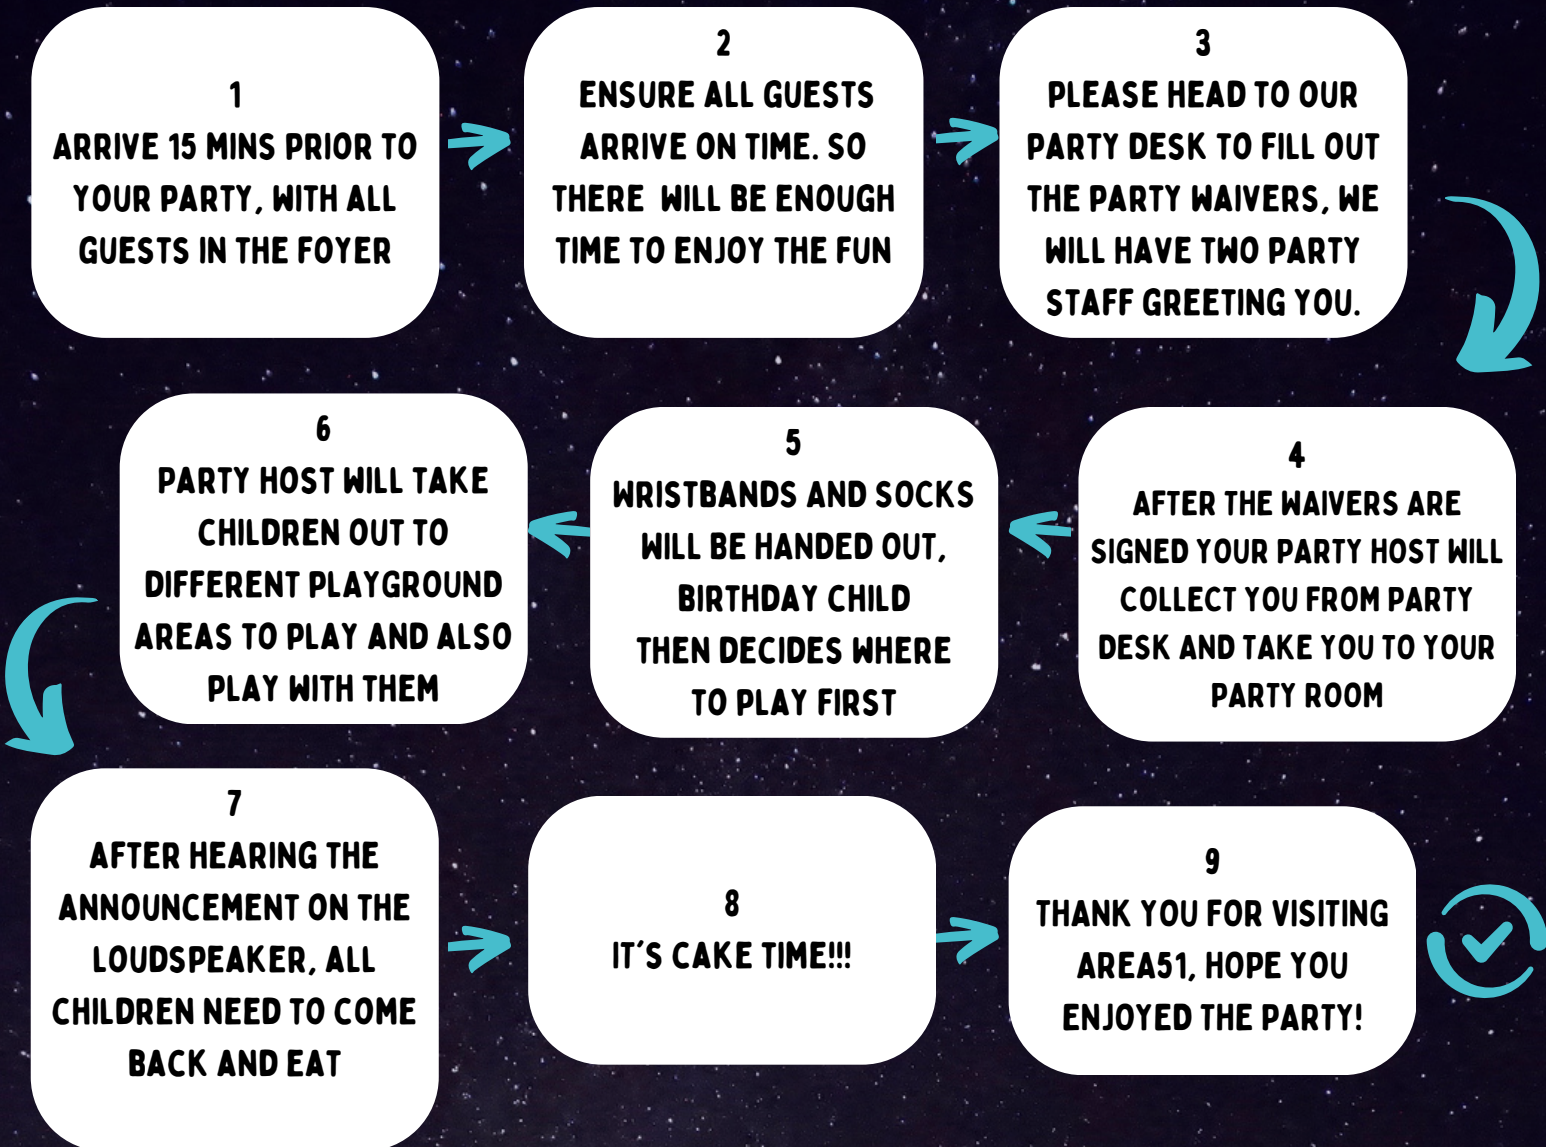 1
ARRIVE 15 MINS PRIOR TO
YOUR PARTY, WITH ALL
GUESTS IN THE FOYER
2
ENSURE ALL GUESTS
ARRIVE ON TIME. SO
THERE WILL BE ENOUGH
TIME TO ENJOY THE FUN
3
PLEASE HEAD TO OUR
PARTY DESK TO FILL OUT
THE PARTY WAIVERS, WE
WILL HAVE TWO PARTY
STAFF GREETING YOU.
4
AFTER THE WAIVERS ARE
SIGNED YOUR PARTY HOST WILL
COLLECT YOU FROM PARTY
DESK AND TAKE YOU TO YOUR
PARTY ROOM
5
WRISTBANDS AND SOCKS
WILL BE HANDED OUT,
BIRTHDAY CHILD
THEN DECIDES WHERE
TO PLAY FIRST
6
PARTY HOST WILL TAKE
CHILDREN OUT TO
DIFFERENT PLAYGROUND
AREAS TO PLAY AND ALSO
PLAY WITH THEM
7
AFTER HEARING THE
ANNOUNCEMENT ON THE
LOUDSPEAKER, ALL
CHILDREN NEED TO COME
BACK AND EAT
8
IT'S CAKE TIME!!!
9
THANK YOU FOR VISITING
AREA51, HOPE YOU
ENJOYED THE PARTY!